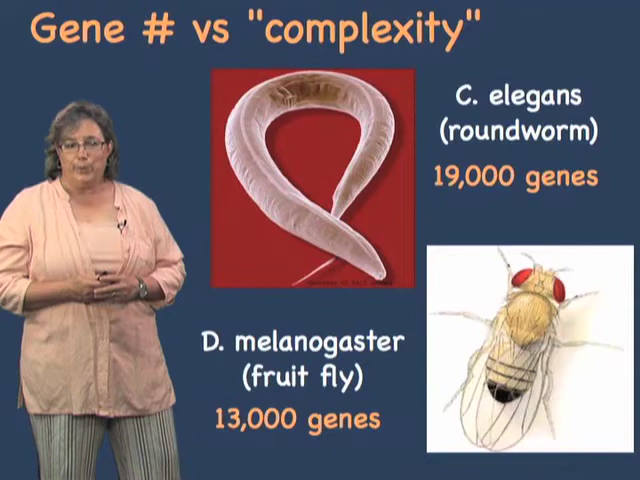 Gene # vs "complexity"
C. elegans
(roundworm)
19,000 genes
D. melanogaster
(fruit fly)
13,000 genes